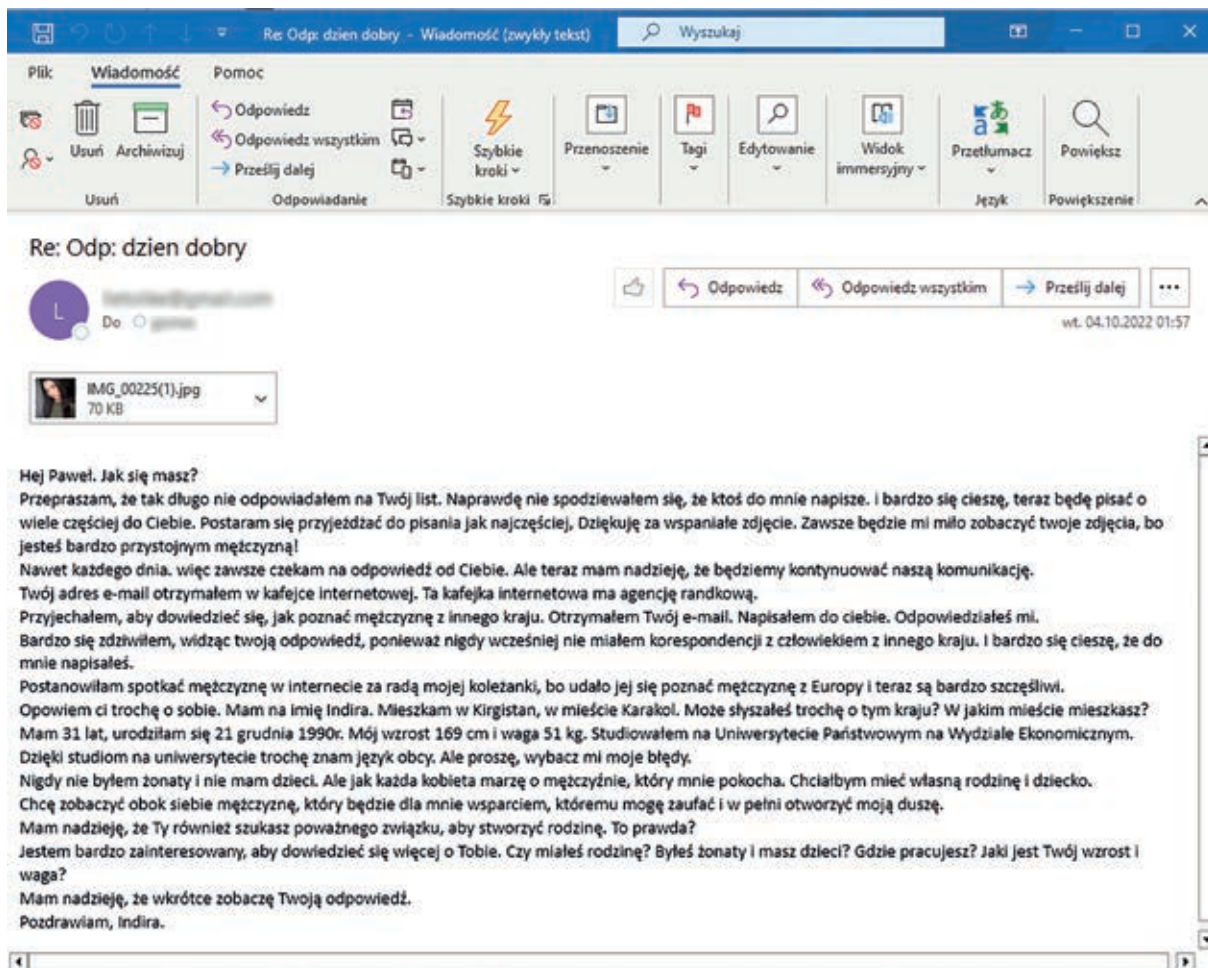 Re: Odp: dzien dobry - Wiadomość (zwykły tekst)
Wyszukaj
Plik Wiadomość Pomoc
Usuń Archiwizuj
Odpowiedz
Odpowiedz wszystkim
Prześlij dalej
Szybkie kroki
Przenoszenie
Tagi
Edytowanie
Widok immersyjny
Przetłumacz
Powiększ
Usuń Odpowiadanie Szybkie kroki Język Powiększenie
Re: Odp: dzien dobry
L
Do
Odpowiedz Odpowiedz wszystkim Prześlij dalej
wt. 04.10.2022 01:57
IMG_00225(1).jpg
70 KB
Hej Paweł. Jak się masz?
Przepraszam, że tak długo nie odpowiadałem na Twój list. Naprawdę nie spodziewałem się, że ktoś do mnie napisze. i bardzo się cieszę, teraz będę pisać o
wiele częściej do Ciebie. Postaram się przyjeżdżać do pisania jak najczęściej, Dziękuję za wspaniałe zdjęcie. Zawsze będzie mi miło zobaczyć twoje zdjęcia, bo
jesteś bardzo przystojnym mężczyzną!
Nawet każdego dnia. więc zawsze czekam na odpowiedź od Ciebie. Ale teraz mam nadzieję, że będziemy kontynuować naszą komunikację.
Twój adres e-mail otrzymałem w kafejce internetowej. Ta kafejka internetowa ma agencję randkową.
Przyjechałem, aby dowiedzieć się, jak poznać mężczyznę z innego kraju. Otrzymałem Twój e-mail. Napisałem do ciebie. Odpowiedziałeś mi.
Bardzo się zdziwiłem, widząc twoją odpowiedź, ponieważ nigdy wcześniej nie miałem korespondencji z człowiekiem z innego kraju. I bardzo się cieszę, że do
mnie napisałeś.
Postanowiłam spotkać mężczyznę w internecie za radą mojej koleżanki, bo udało jej się poznać mężczyznę z Europy i teraz są bardzo szczęśliwi.
Opowiem ci trochę o sobie. Mam na imię Indira. Mieszkam w Kirgistan, w mieście Karakol. Może słyszałeś trochę o tym kraju? W jakim mieście mieszkasz?
Mam 31 lat, urodziłam się 21 grudnia 1990r. Mój wzrost 169 cm i waga 51 kg. Studiowałem na Uniwersytecie Państwowym na Wydziale Ekonomicznym.
Dzięki studiom na uniwersytecie trochę znam język obcy. Ale proszę, wybacz mi moje błędy.
Nigdy nie byłem żonaty i nie mam dzieci. Ale jak każda kobieta marzę o mężczyźnie, który mnie pokocha. Chciałbym mieć własną rodzinę i dziecko.
Chcę zobaczyć obok siebie mężczyznę, który będzie dla mnie wsparciem, któremu mogę zaufać i w pełni otworzyć moją duszę.
Mam nadzieję, że Ty również szukasz poważnego związku, aby stworzyć rodzinę. To prawda?
Jestem bardzo zainteresowany, aby dowiedzieć się więcej o Tobie. Czy miałeś rodzinę? Byłeś żonaty i masz dzieci? Gdzie pracujesz? Jaki jest Twój wzrost i
waga?
Mam nadzieję, że wkrótce zobaczę Twoją odpowiedź.
Pozdrawiam, Indira.